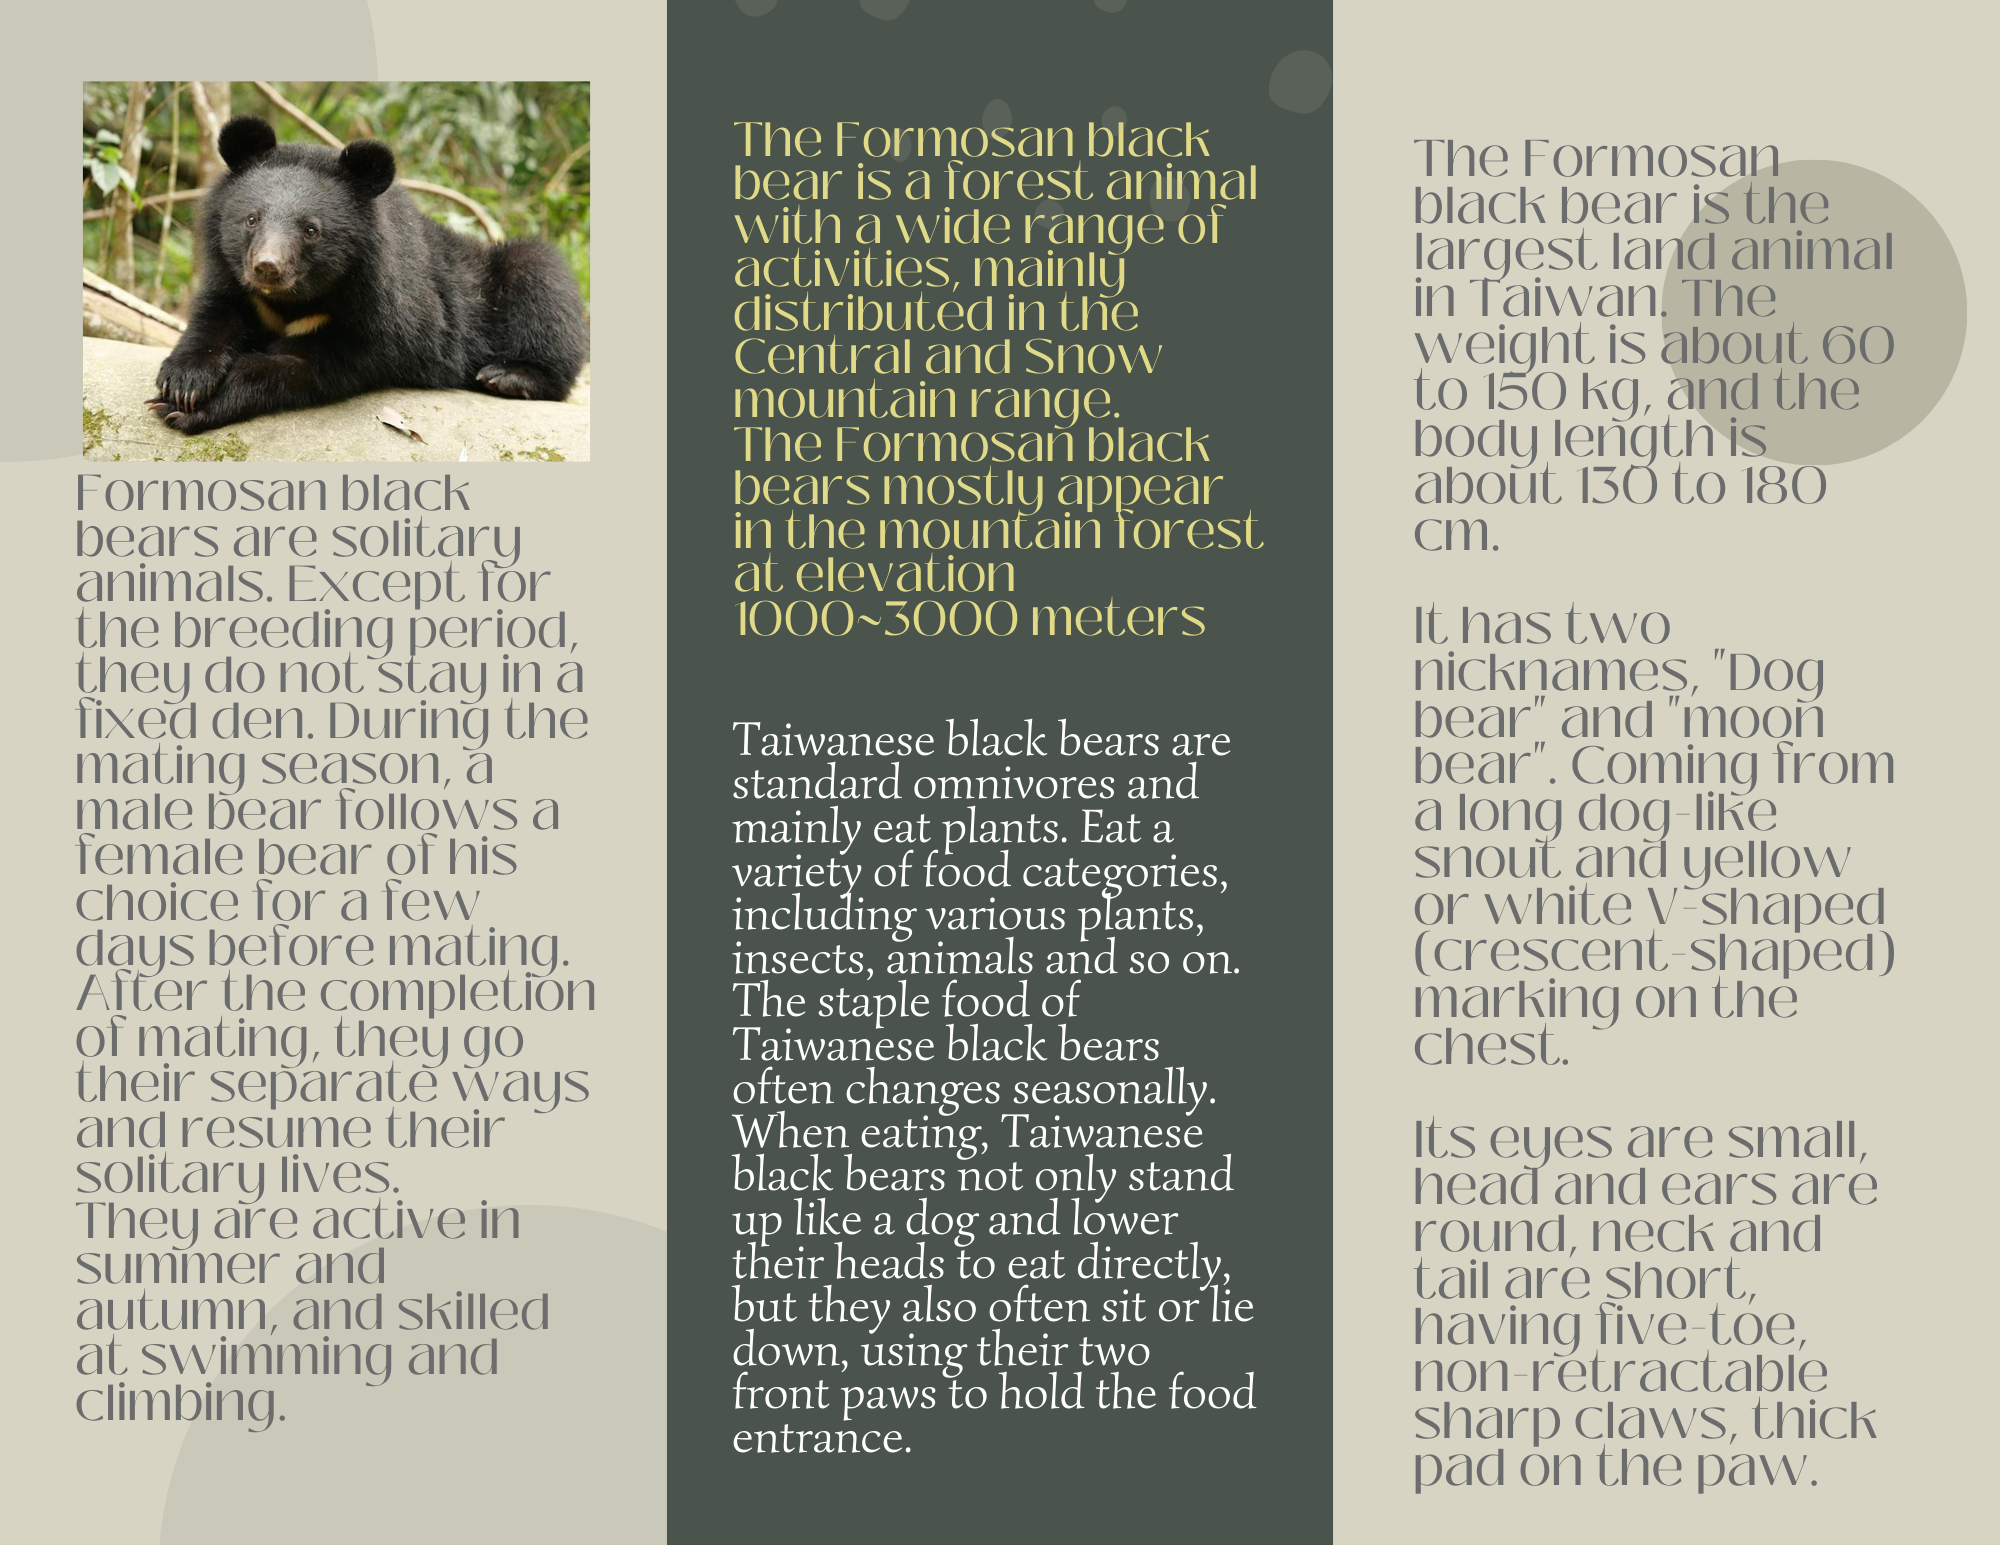 Formosan black
bears are solitary
animals. Except for
the breeding period,
they do not stay in a
fixed den. During the
mating season, a
male bear follows a
female bear of his
choice for a few
days before mating.
After the completion
of mating, they go
their separate ways
and resume their
solitary lives.
They are active in
summer and
autumn, and skilled
at swimming and
climbing.
The Formosan black
bear is a forest animal
with a wide range of
activities, mainly
distributed in the
Central and Snow
mountain range.
The Formosan black
bears mostly appear
in the mountain forest
at elevation
1000~3000 meters
Taiwanese black bears are
standard omnivores and
mainly eat plants. Eat a
variety of food categories,
including various plants,
insects, animals and so on.
The staple food of
Taiwanese black bears
often changes seasonally.
When eating, Taiwanese
black bears not only stand
up like a dog and lower
their heads to eat directly,
but they also often sit or lie
down, using their two
front paws to hold the food
entrance.
The Formosan
black bear is the
largest land animal
in Taiwan. The
weight is about 60
to 150 kg, and the
body length is
about 130 to 180
cm.
It has two
nicknames, "Dog
bear" and "moon
bear". Coming from
a long dog-like
snout and yellow
or white V-shaped
(crescent-shaped)
marking on the
chest.
Its eyes are small,
head and ears are
round, neck and
tail are short,
having five-toe,
non-retractable
sharp claws, thick
pad on the paw.